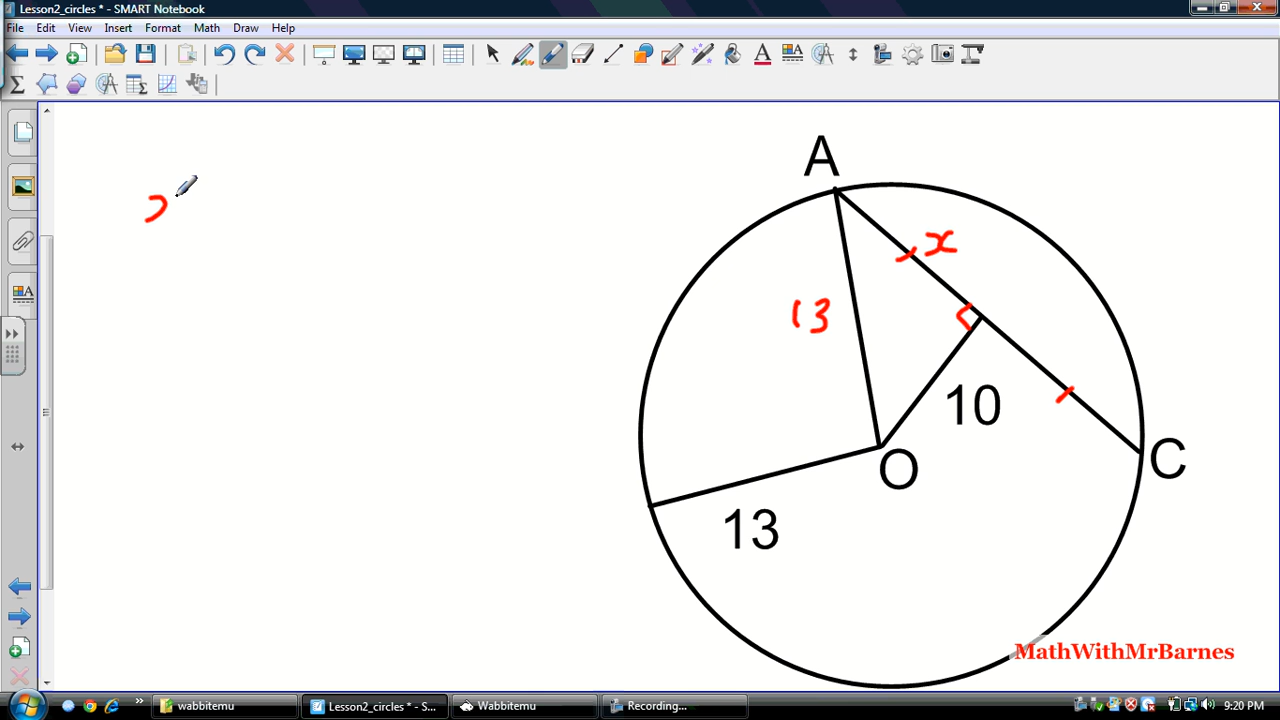 Lesson2_circles * - SMART Notebook
File Edit View Insert Format Math Draw Help
A
x
13
10
C
O
13
MathWithMrBarnes
wabbitemu
Lesson2_circles * - S...
Wabbitemu
Recording...
9:20 PM